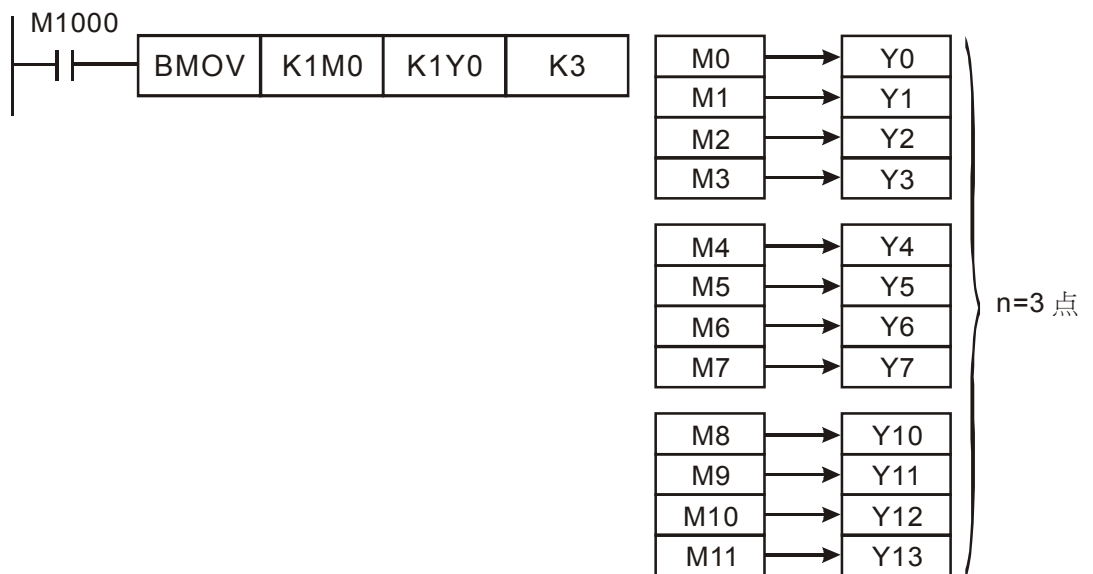 M1000
BMOV K1M0 K1Y0 K3
M0 Y0
M1 Y1
M2 Y2
M3 Y3
M4 Y4
M5 Y5
M6 Y6
M7 Y7
n=3 点
M8 Y10
M9 Y11
M10 Y12
M11 Y13